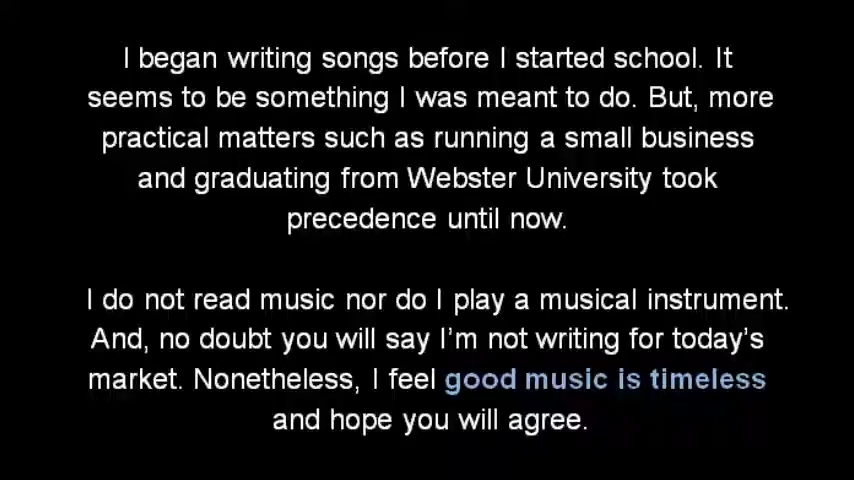 I began writing songs before I started school. It
seems to be something I was meant to do. But, more
practical matters such as running a small business
and graduating from Webster University took
precedence until now.
I do not read music nor do I play a musical instrument.
And, no doubt you will say I’m not writing for today’s
market. Nonetheless, I feel good music is timeless
and hope you will agree.